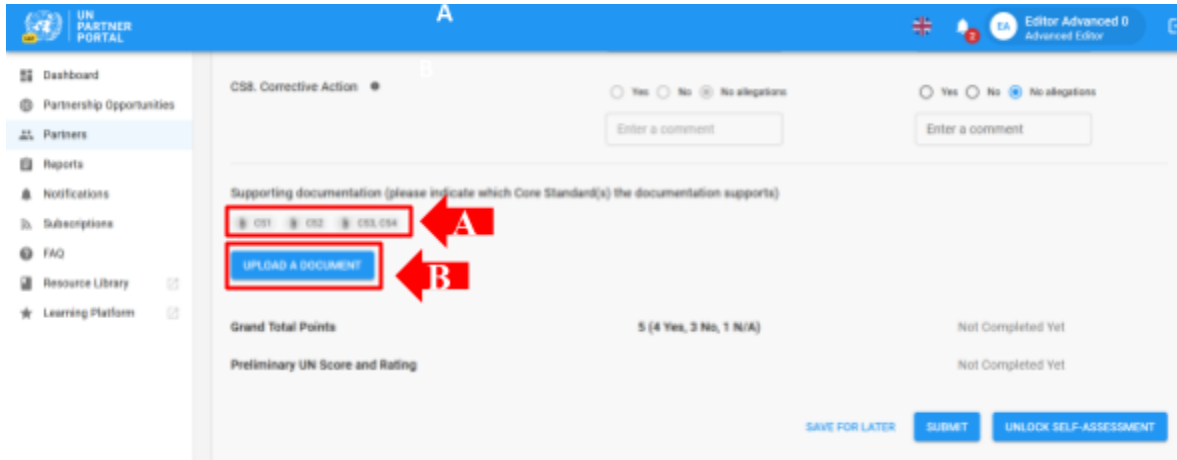 UN
PARTNER
PORTAL
A
2
EA
Editor Advanced 0
Advanced Editor
Dashboard
Partnership Opportunities
Partners
Reports
Notifications
Subscriptions
FAQ
Resource Library
Learning Platform
B
CS8. Corrective Action
Yes No No allegations
Yes No No allegations
Enter a comment
Enter a comment
Supporting documentation (please indicate which Core Standard(s) the documentation supports)
CS1 CS2 CS3, CS4
A
UPLOAD A DOCUMENT
B
Grand Total Points 5 (4 Yes, 3 No, 1 N/A) Not Completed Yet
Preliminary UN Score and Rating Not Completed Yet
SAVE FOR LATER SUBMIT UNLOCK SELF-ASSESSMENT